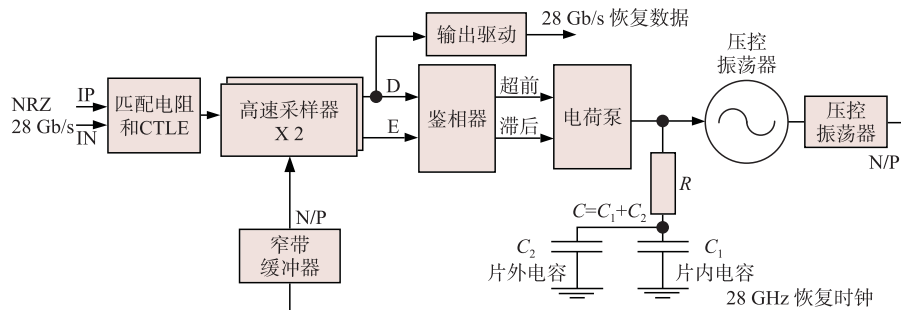 28 Gb/s 恢复数据
输出驱动
压控
振荡器
NRZ
28 Gb/s
IP
IN
匹配电阻
和CTLE
高速采样器
X 2
D
E
鉴相器
超前
滞后
电荷泵
压控
振荡器
N/P
R
C=C₁+C₂
C₂
片外电容
C₁
片内电容
N/P
窄带
缓冲器
28 GHz 恢复时钟